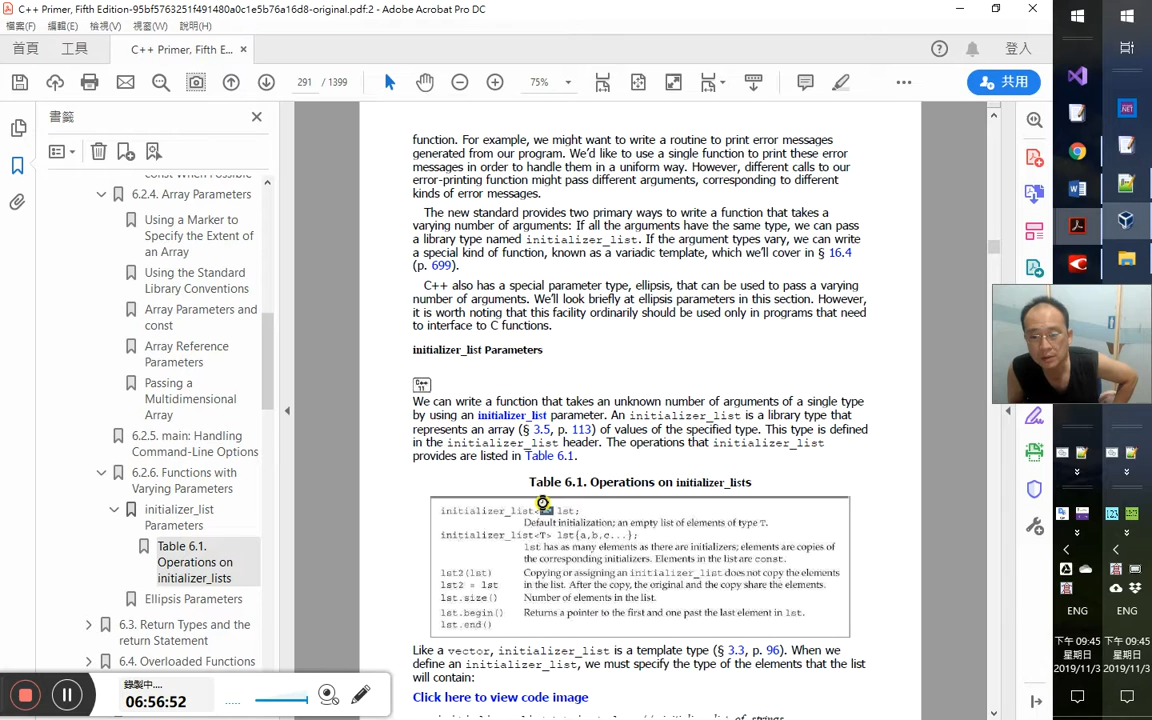 C++ Primer, Fifth Edition-95bf5763251f491480a0c1e5b76a16d8-original.pdf:2 - Adobe Acrobat Pro DC
檔案(F) 編輯(E) 檢視(V) 視窗(W) 說明(H)
首頁 工具 C++ Primer, Fifth E... × 登入
291 / 1399 75% 共用
書籤
const When Possible
6.2.4. Array Parameters
Using a Marker to
Specify the Extent of
an Array
Using the Standard
Library Conventions
Array Parameters and
const
Array Reference
Parameters
Passing a
Multidimensional
Array
6.2.5. main: Handling
Command-Line Options
6.2.6. Functions with
Varying Parameters
initializer_list
Parameters
Table 6.1.
Operations on
initializer_lists
Ellipsis Parameters
6.3. Return Types and the
return Statement
6.4. Overloaded Functions
錄製中...
06:56:52
function. For example, we might want to write a routine to print error messages
generated from our program. We'd like to use a single function to print these error
messages in order to handle them in a uniform way. However, different calls to our
error-printing function might pass different arguments, corresponding to different
kinds of error messages.
The new standard provides two primary ways to write a function that takes a
varying number of arguments: If all the arguments have the same type, we can pass
a library type named initializer_list. If the argument types vary, we can write
a special kind of function, known as a variadic template, which we'll cover in § 16.4
(p. 699).
C++ also has a special parameter type, ellipsis, that can be used to pass a varying
number of arguments. We'll look briefly at ellipsis parameters in this section. However,
it is worth noting that this facility ordinarily should be used only in programs that need
to interface to C functions.
initializer_list Parameters
C++
11
We can write a function that takes an unknown number of arguments of a single type
by using an initializer_list parameter. An initializer_list is a library type that
represents an array (§ 3.5, p. 113) of values of the specified type. This type is defined
in the initializer_list header. The operations that initializer_list
provides are listed in Table 6.1.
Table 6.1. Operations on initializer_lists
initializer_list lst;
Default initialization; an empty list of elements of type T.
initializer_list<T> lst{a,b,c...};
lst has as many elements as there are initializers; elements are copies of
the corresponding initializers. Elements in the list are const.
lst2(lst) Copying or assigning an initializer_list does not copy the elements
lst2 = lst in the list. After the copy, the original and the copy share the elements.
lst.size() Number of elements in the list.
lst.begin() Returns a pointer to the first and one past the last element in lst.
lst.end()
Like a vector, initializer_list is a template type (§ 3.3, p. 96). When we
define an initializer_list, we must specify the type of the elements that the list
will contain:
Click here to view code image
ENG ENG
下午 09:45 下午 09:45
星期日 星期日
2019/11/3 2019/11/3